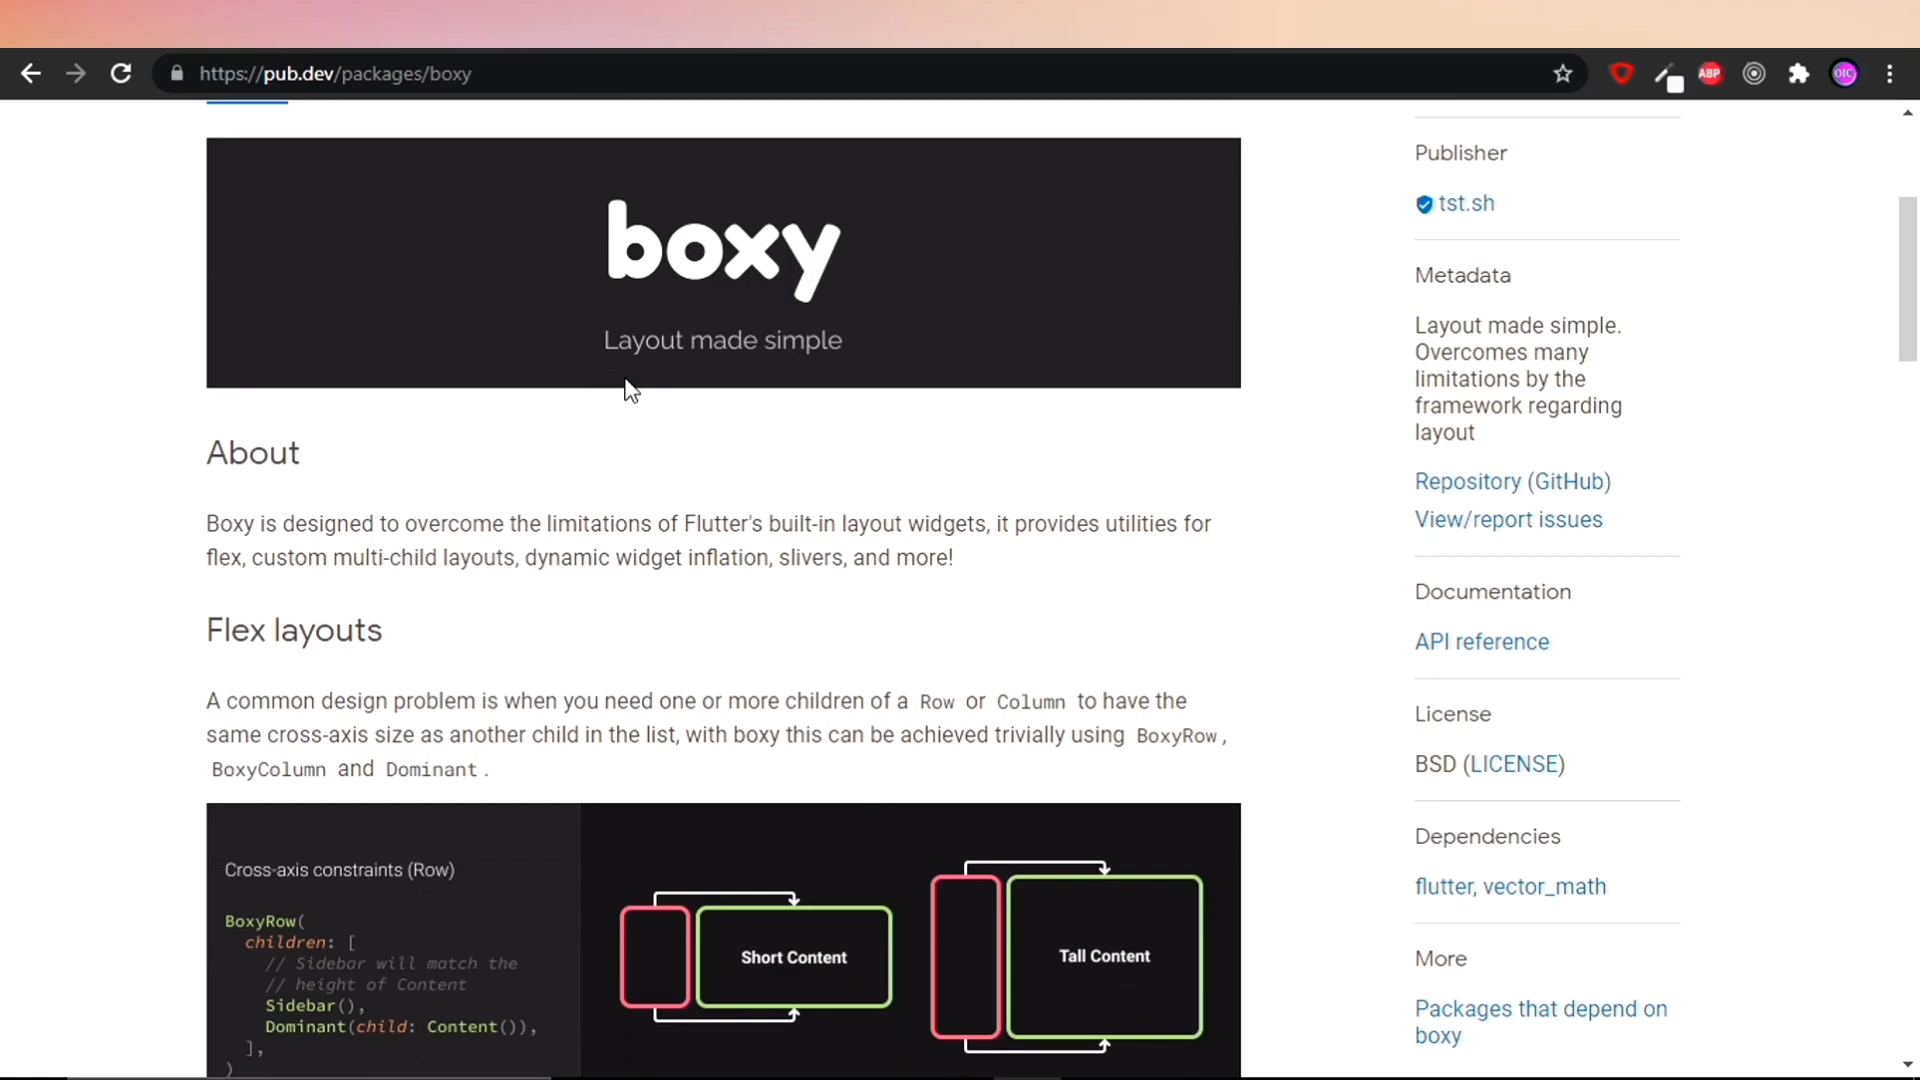 https://pub.dev/packages/boxy
ABP
OIC
boxy
Layout made simple
About
Boxy is designed to overcome the limitations of Flutter's built-in layout widgets, it provides utilities for
flex, custom multi-child layouts, dynamic widget inflation, slivers, and more!
Flex layouts
A common design problem is when you need one or more children of a Row or Column to have the
same cross-axis size as another child in the list, with boxy this can be achieved trivially using BoxyRow,
BoxyColumn and Dominant.
Cross-axis constraints (Row)
BoxyRow(
children: [
// Sidebar will match the
// height of Content
Sidebar(),
Dominant(child: Content()),
],
)
Short Content
Tall Content
Publisher
tst.sh
Metadata
Layout made simple.
Overcomes many
limitations by the
framework regarding
layout
Repository (GitHub)
View/report issues
Documentation
API reference
License
BSD (LICENSE)
Dependencies
flutter, vector_math
More
Packages that depend on
boxy